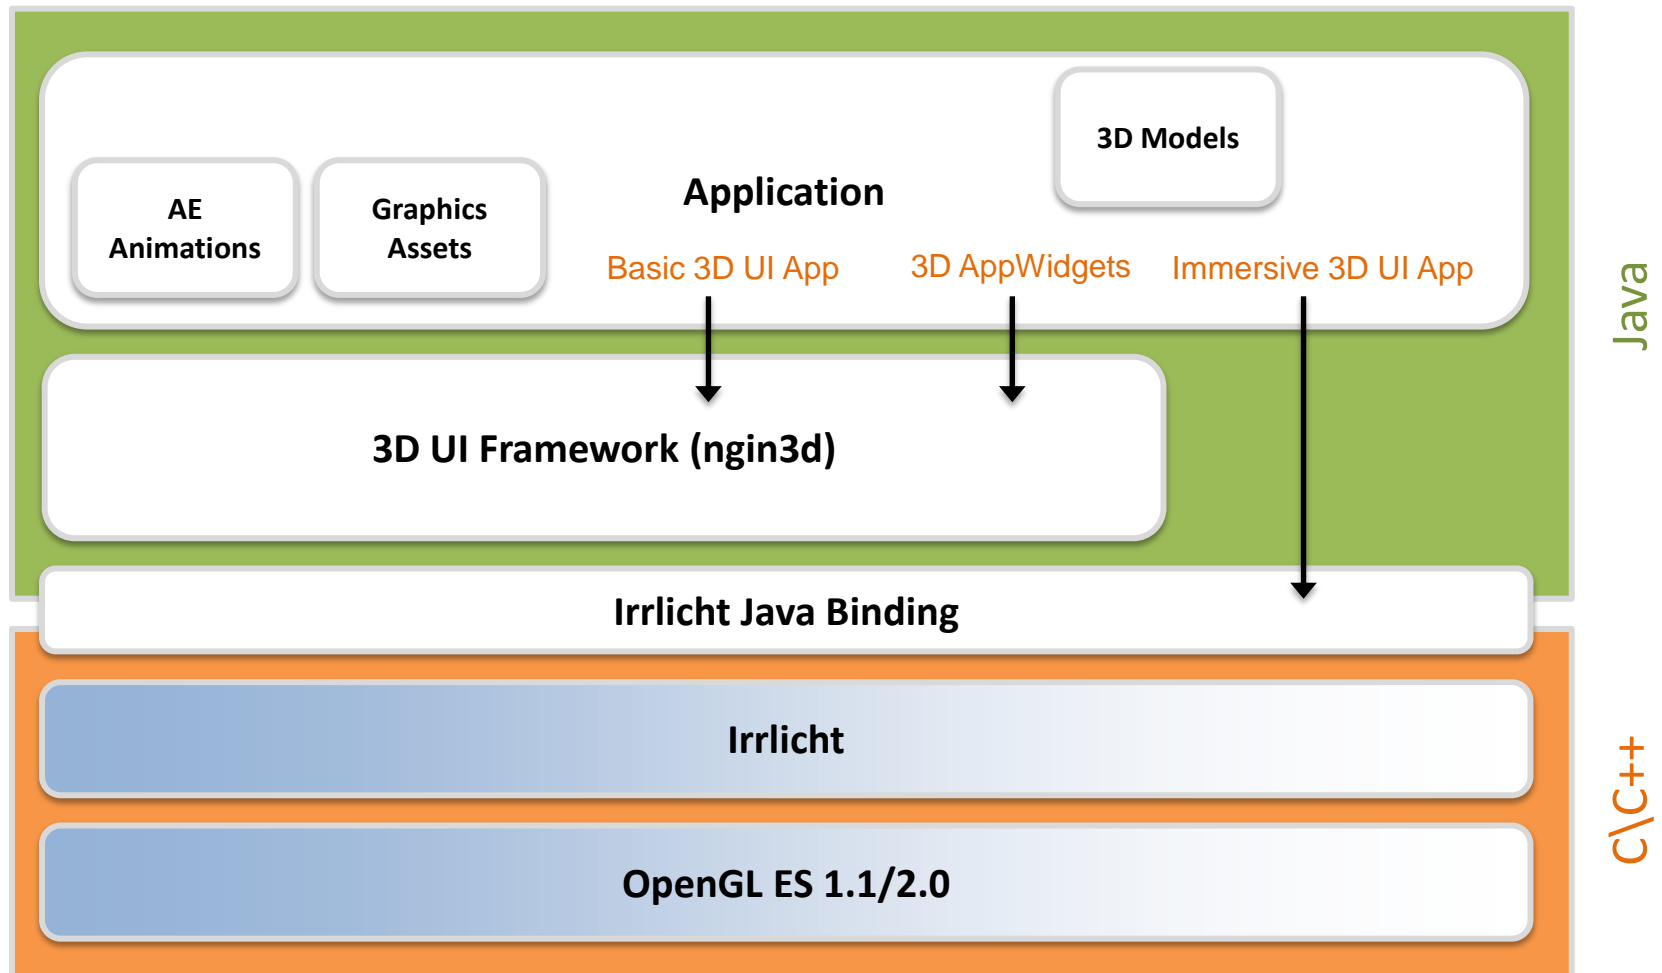 3D Models
Application
AE
Animations
Graphics
Assets
Basic 3D UI App
3D AppWidgets
Immersive 3D UI App
Java
3D UI Framework (ngin3d)
Irrlicht Java Binding
Irrlicht
C\C++
OpenGL ES 1.1/2.0